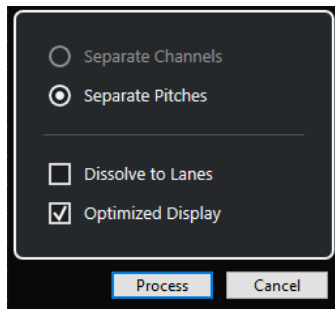 Separate Channels
Separate Pitches
Dissolve to Lanes
Optimized Display
Process
Cancel